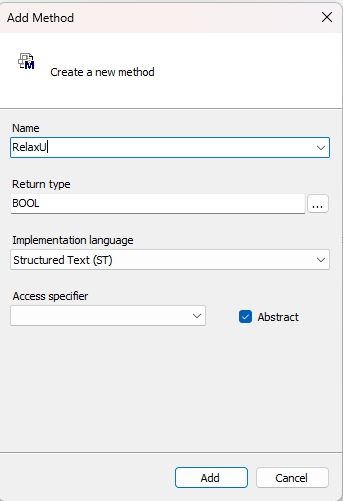 Add Method
M
Create a new method
Name
RelaxU
Return type
BOOL
...
Implementation language
Structured Text (ST)
Access specifier
Abstract
Add
Cancel